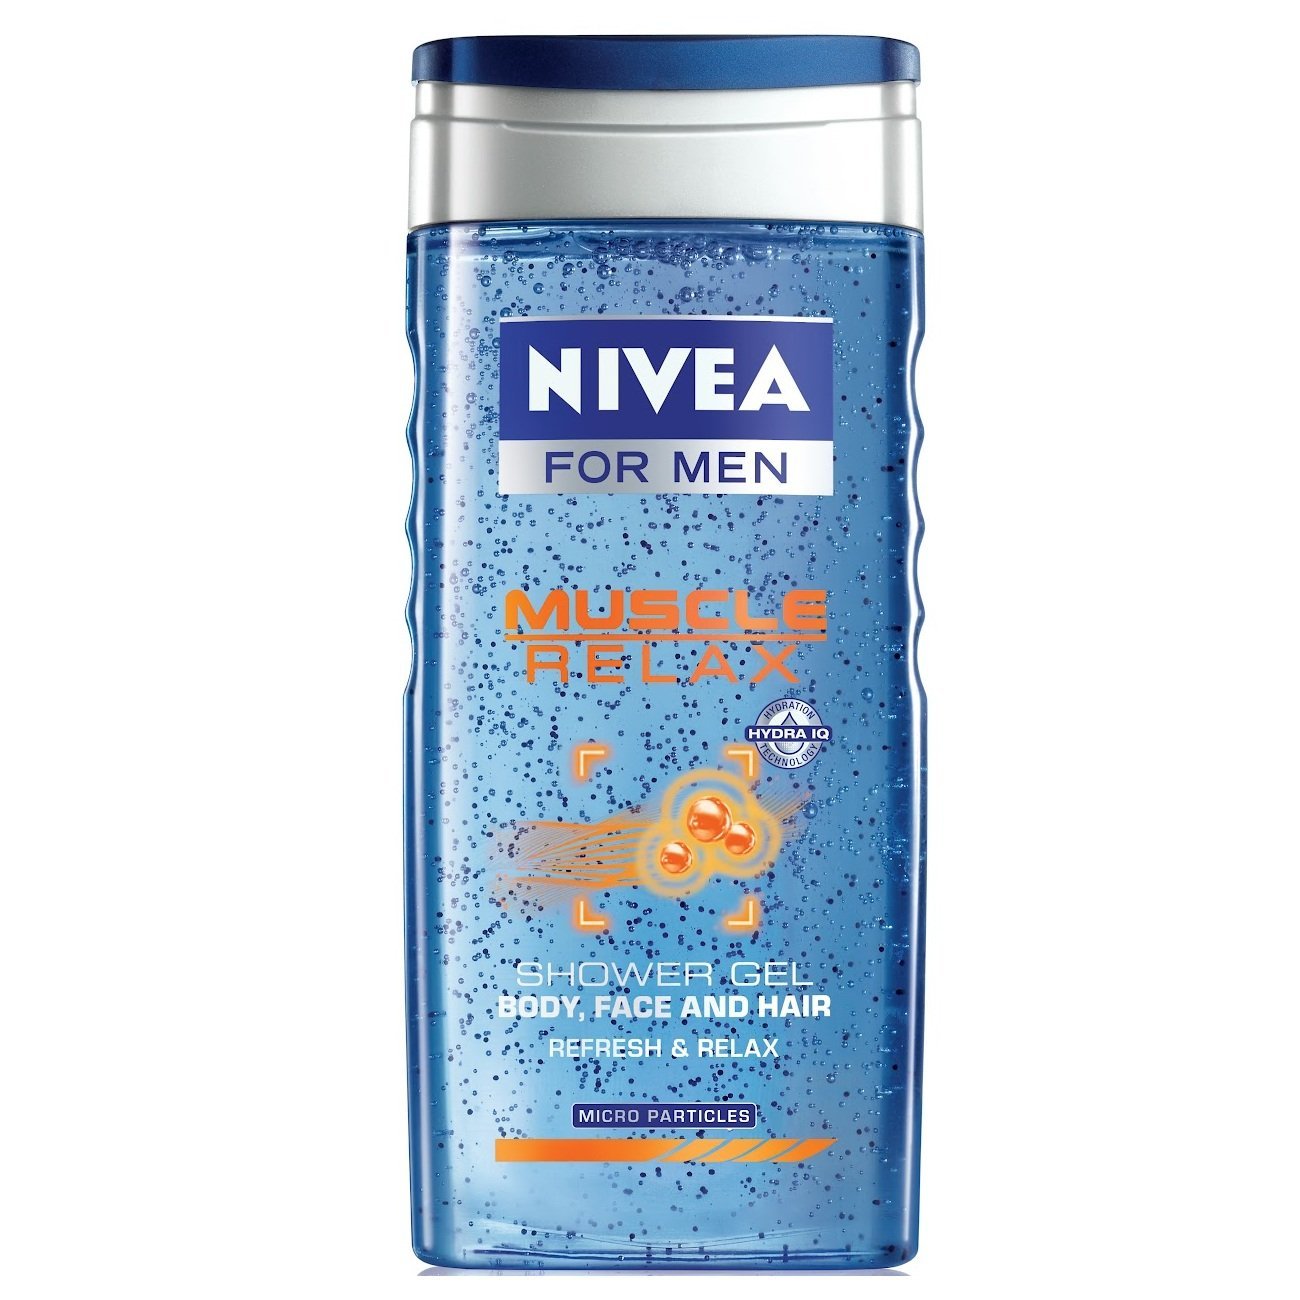 NIVEA
FOR MEN
MUSCLE
RELAX
HYDRATION
HYDRA IQ
TECHNOLOGY
SHOWER GEL
BODY, FACE AND HAIR
REFRESH & RELAX
MICRO PARTICLES